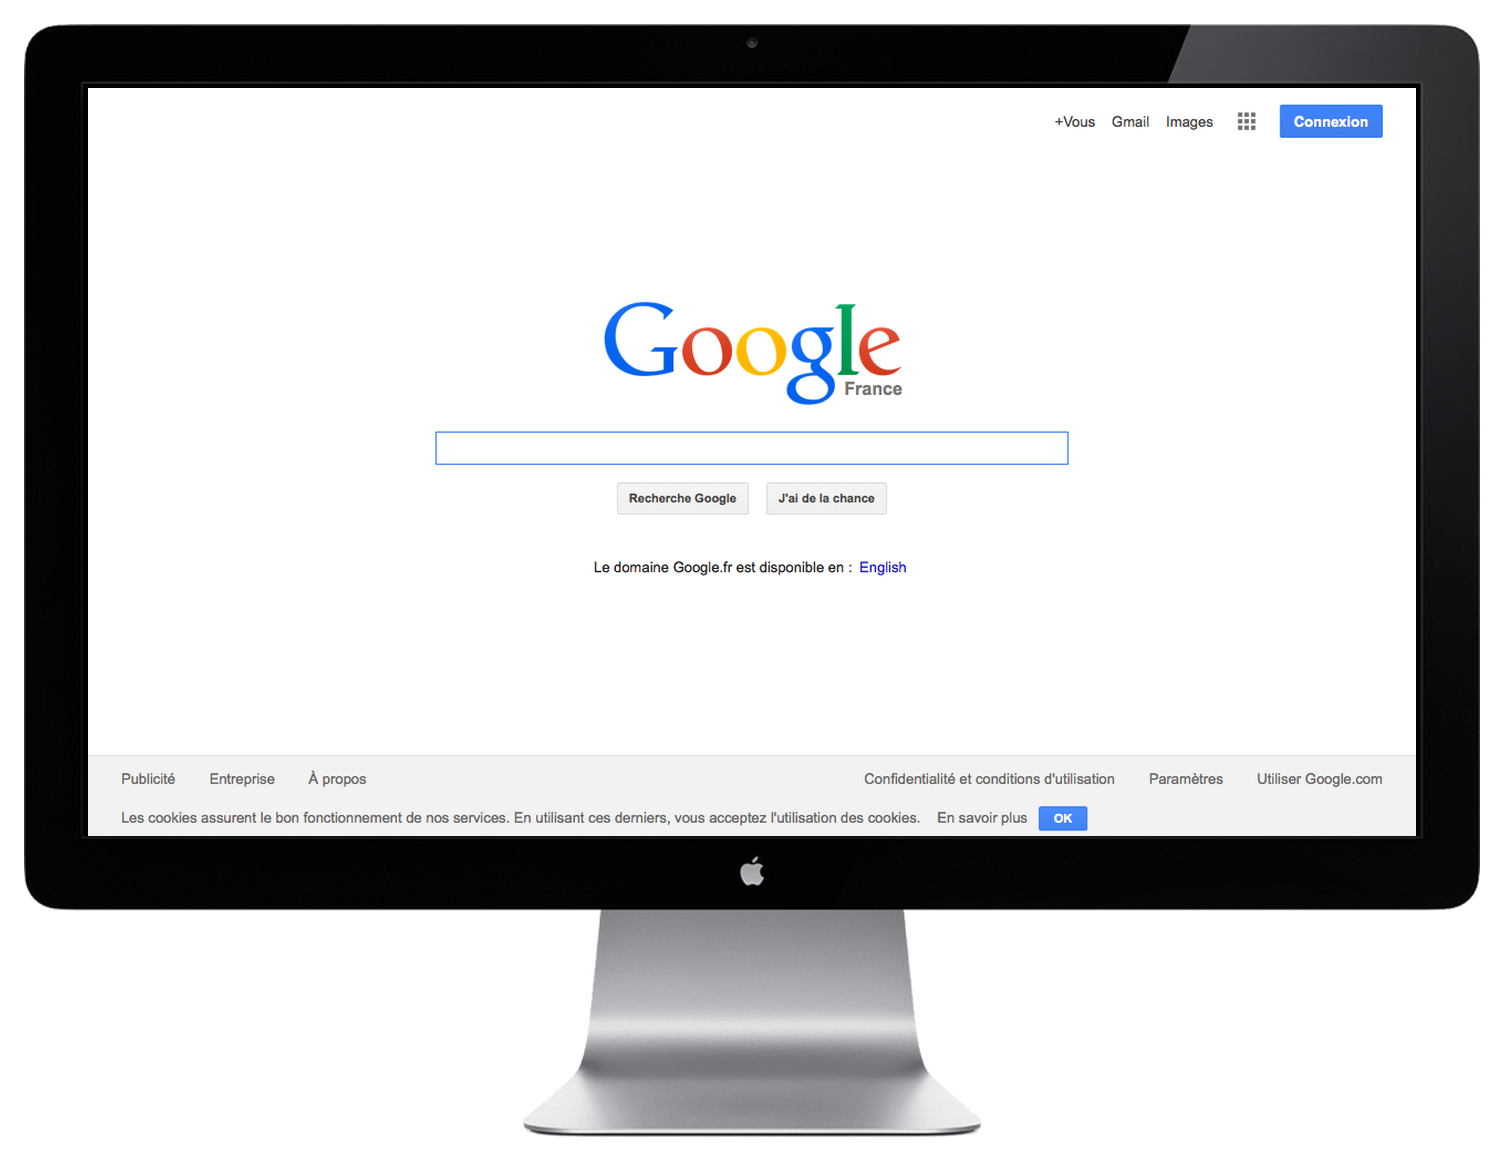 +Vous Gmail Images Connexion
Google
France
Recherche Google J'ai de la chance
Le domaine Google.fr est disponible en : English
Publicité Entreprise À propos Confidentialité et conditions d'utilisation Paramètres Utiliser Google.com
Les cookies assurent le bon fonctionnement de nos services. En utilisant ces derniers, vous acceptez l'utilisation des cookies. En savoir plus OK